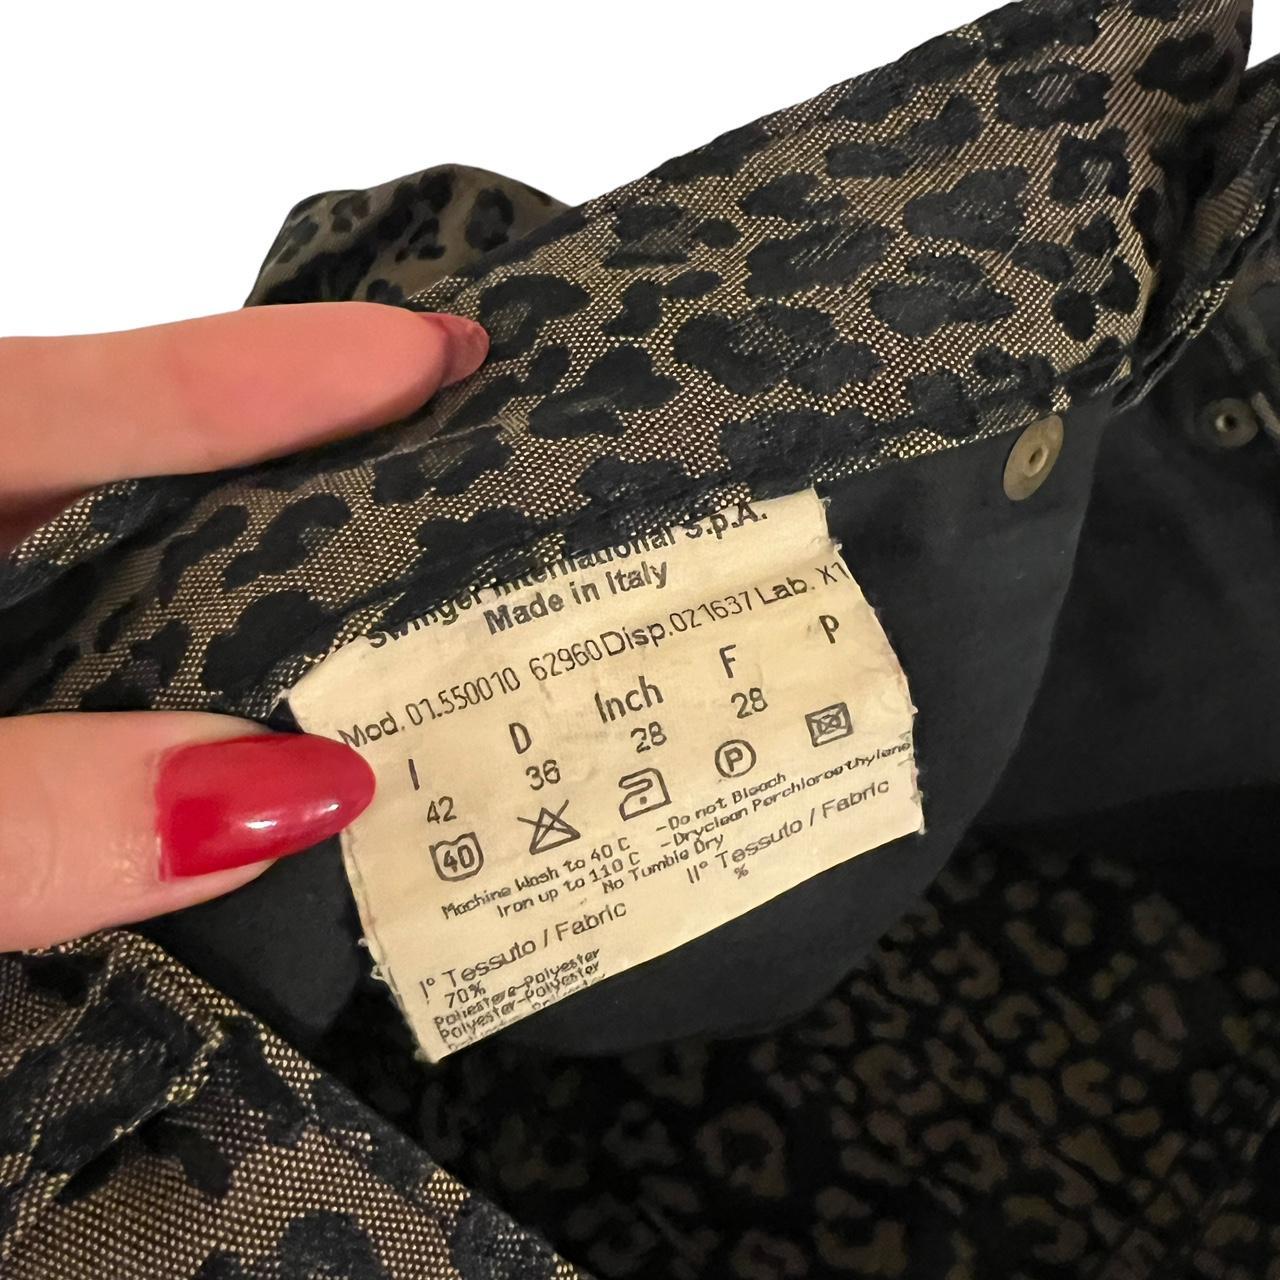 Swinger International S.p.A.
Made in Italy
Mod. 01.550010 62960 Disp.021637 Lab. X1
I D Inch F P
42 36 28 28
40 P
Machine Wash to 40 C -Do not Bleach
Iron up to 110 C -Dryclean Perchloroethylene
No Tumble Dry
I° Tessuto / Fabric II° Tessuto / Fabric
70% %
Poliestere-Polyester
Polyester-Polyester